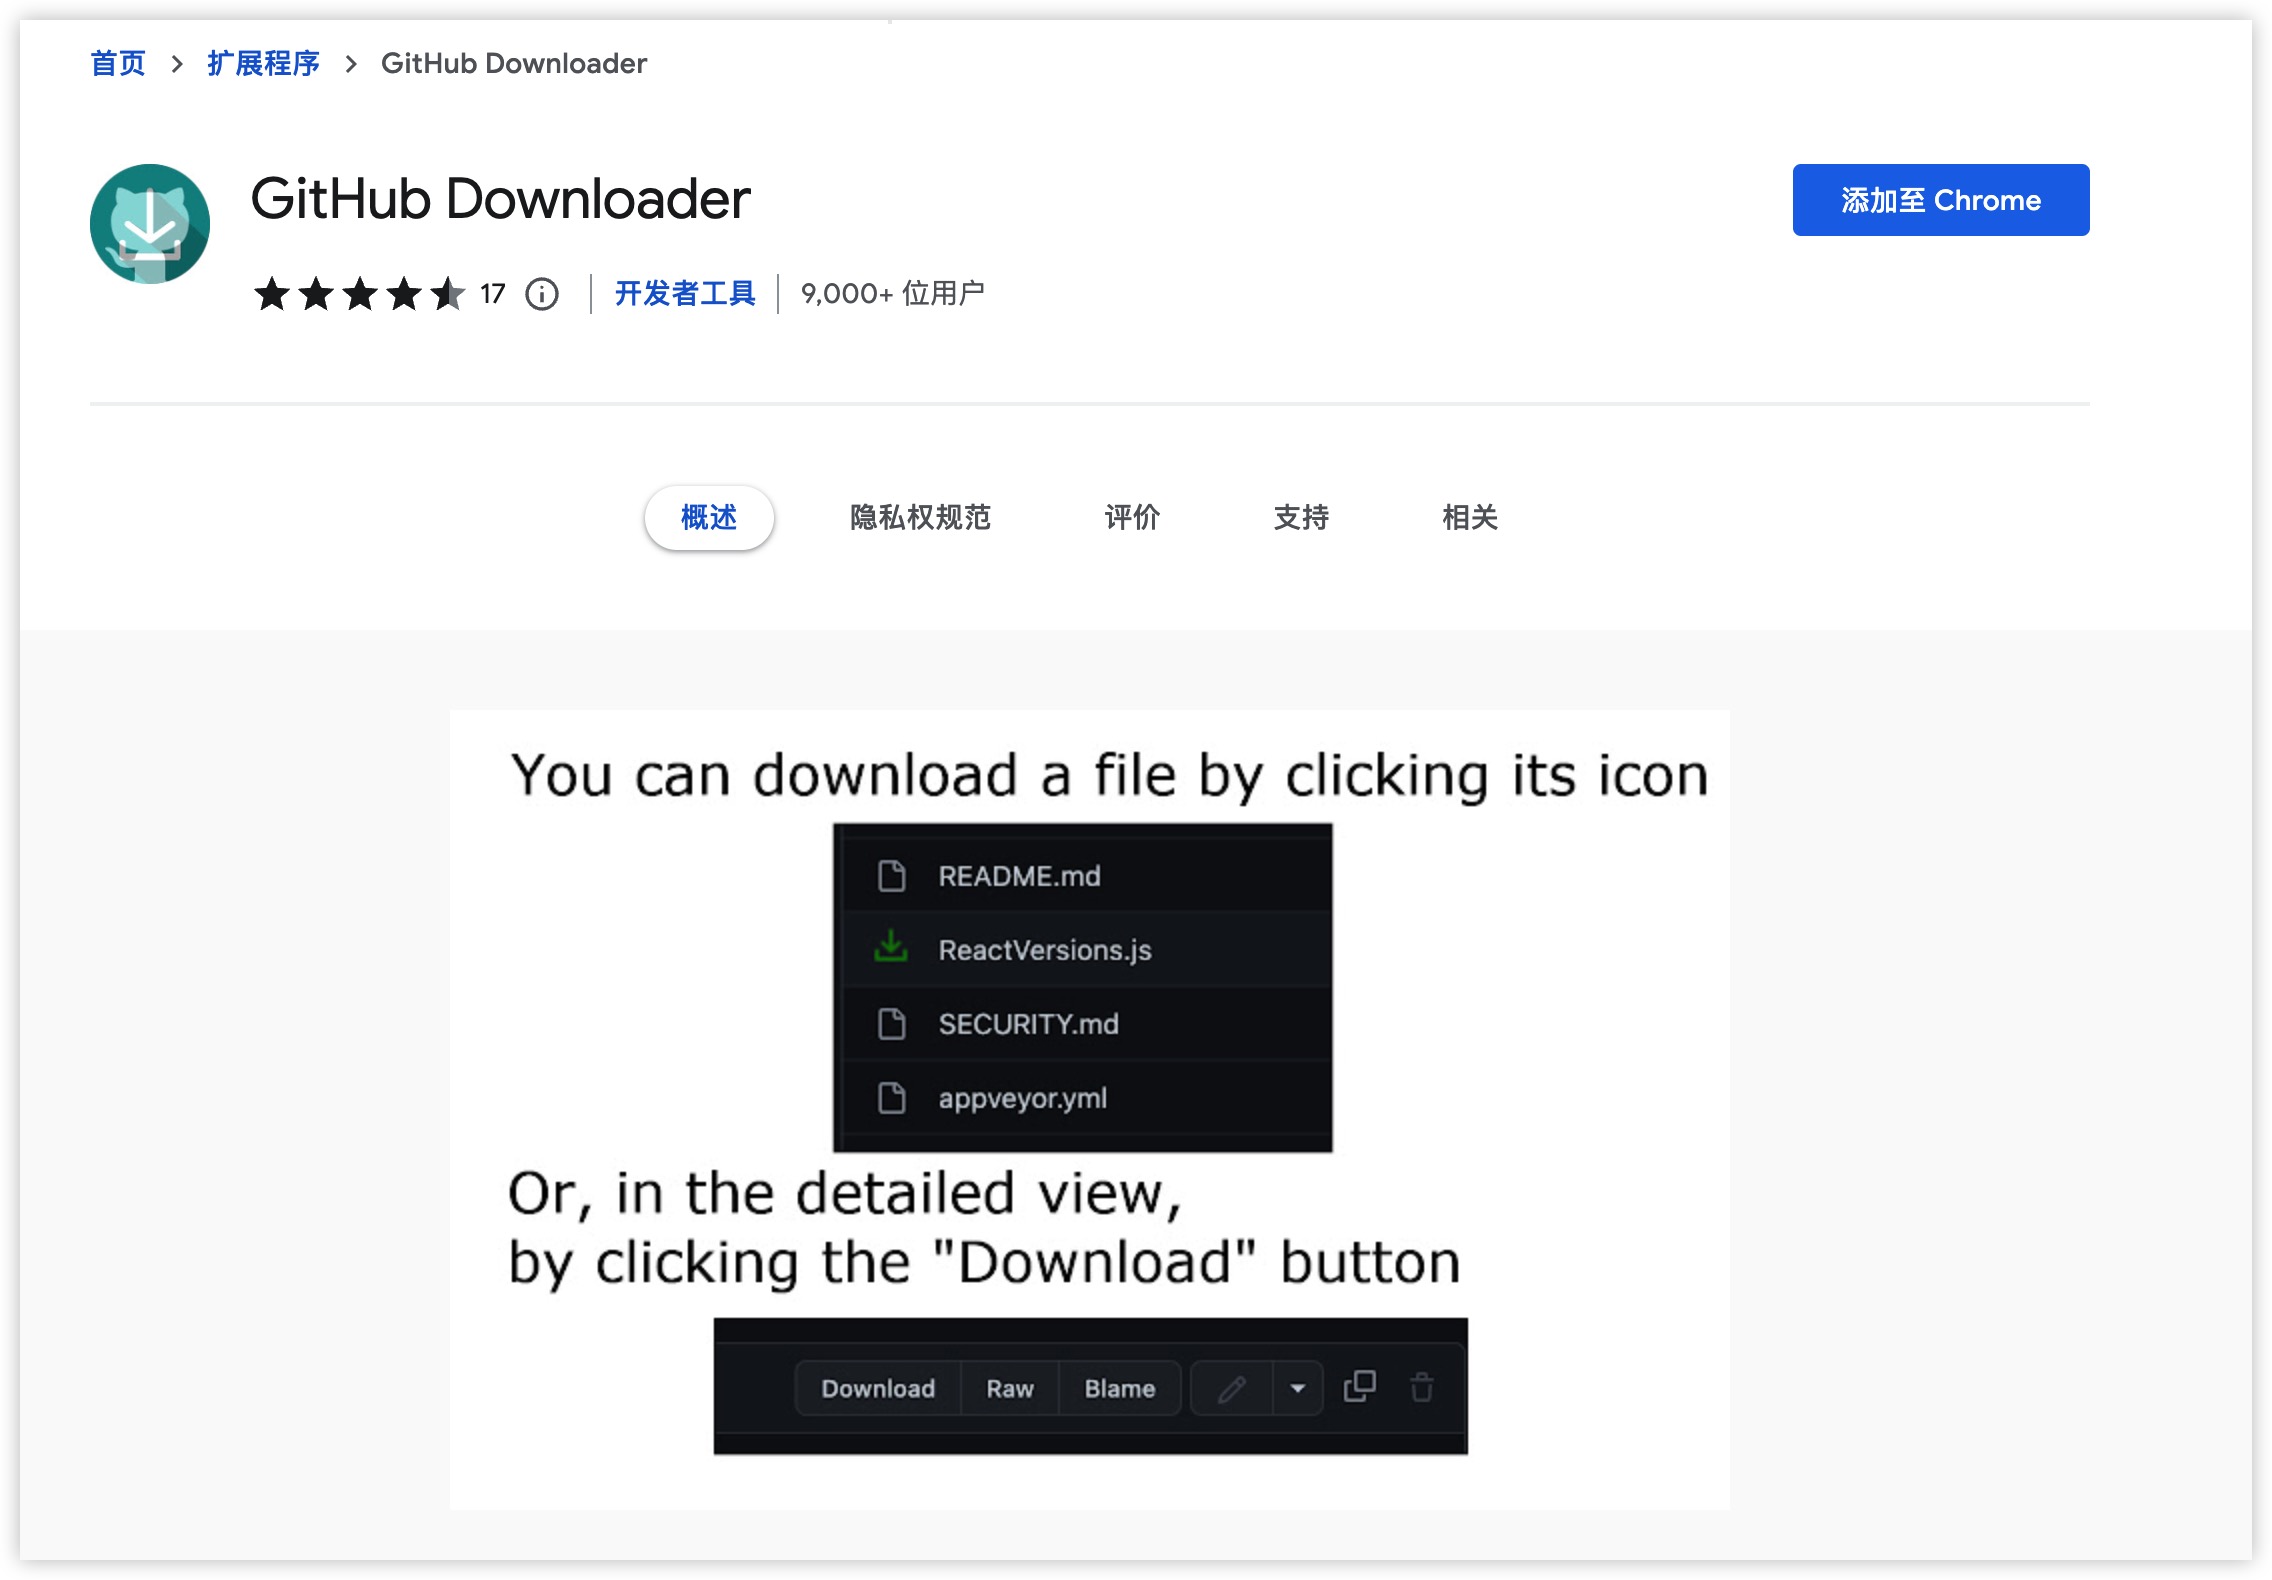 首页 > 扩展程序 > GitHub Downloader
GitHub Downloader
添加至 Chrome
17 开发者工具 9,000+ 位用户
概述 隐私权规范 评价 支持 相关
You can download a file by clicking its icon
README.md
ReactVersions.js
SECURITY.md
appveyor.yml
Or, in the detailed view,
by clicking the "Download" button
Download Raw Blame